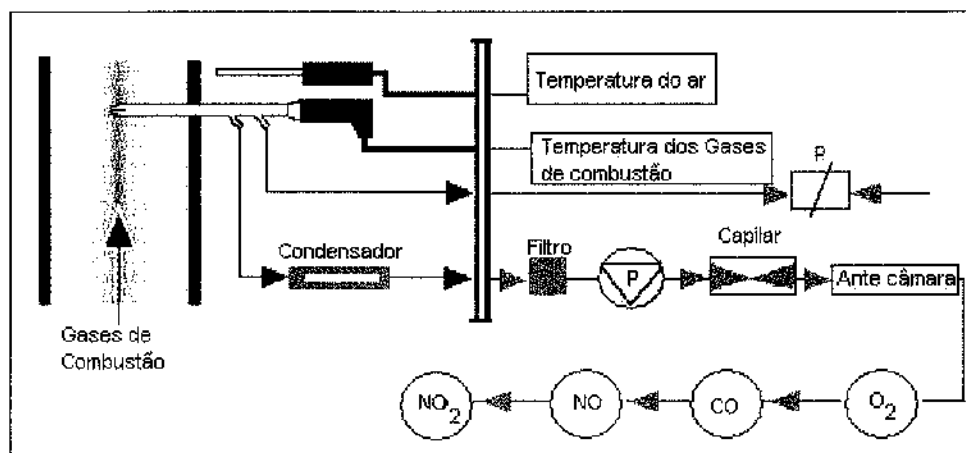 Temperatura do ar
Temperatura dos Gases
de combustão
P
Condensador
Filtro
P
Capilar
Ante câmara
Gases de
Combustão
NO2
NO
CO
O2